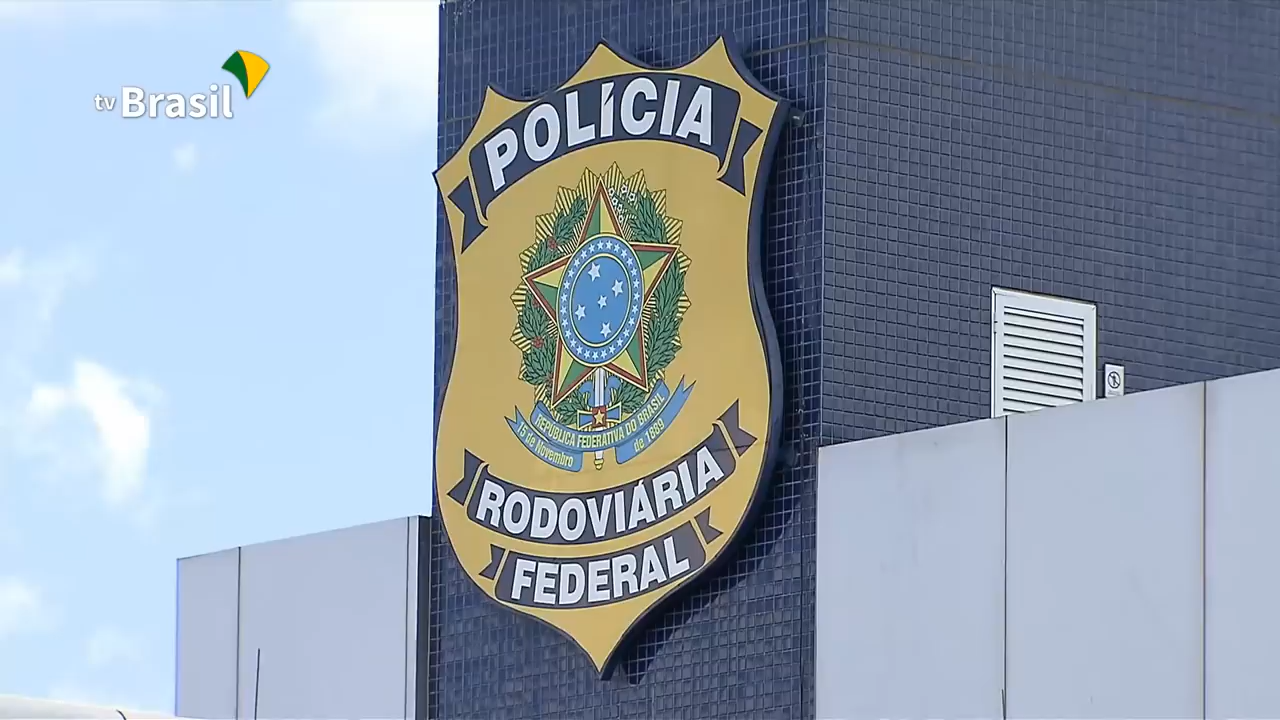 tv Brasil
POLÍCIA
REPÚBLICA FEDERATIVA DO BRASIL
15 de Novembro de 1889
RODOVIÁRIA
FEDERAL